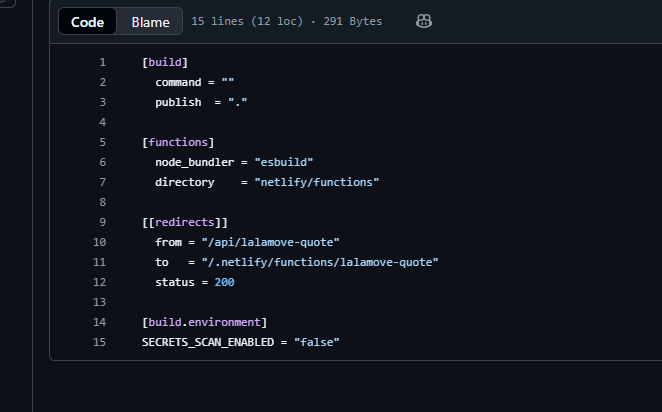 Code Blame 15 lines (12 loc) · 291 Bytes
1 [build]
2   command = ""
3   publish  = "."
4
5 [functions]
6   node_bundler = "esbuild"
7   directory    = "netlify/functions"
8
9 [[redirects]]
10   from = "/api/lalamove-quote"
11   to   = "/.netlify/functions/lalamove-quote"
12   status = 200
13
14 [build.environment]
15 SECRETS_SCAN_ENABLED = "false"